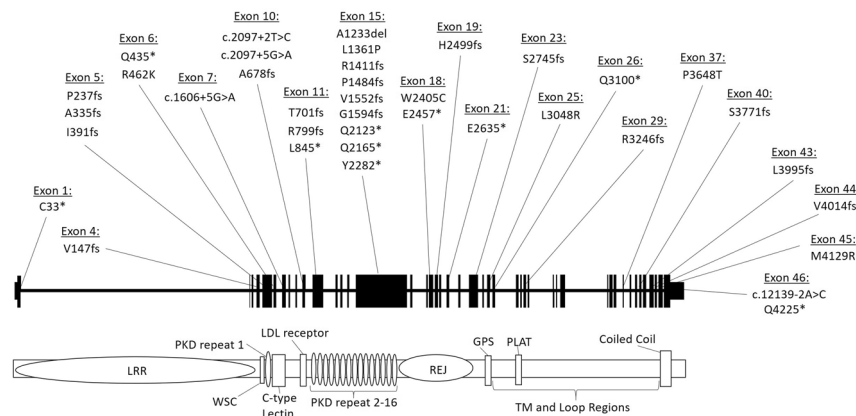 Exon 1:
C33*
Exon 4:
V147fs
Exon 5:
P237fs
A335fs
I391fs
Exon 6:
Q435*
R462K
Exon 7:
c.1606+5G>A
Exon 10:
c.2097+2T>C
c.2097+5G>A
A678fs
Exon 11:
T701fs
R799fs
L845*
Exon 15:
A1233del
L1361P
R1411fs
P1484fs
V1552fs
G1594fs
Q2123*
Q2165*
Y2282*
Exon 18:
W2405C
E2457*
Exon 19:
H2499fs
Exon 21:
E2635*
Exon 23:
S2745fs
Exon 25:
L3048R
Exon 26:
Q3100*
Exon 29:
R3246fs
Exon 37:
P3648T
Exon 40:
S3771fs
Exon 43:
L3995fs
Exon 44
V4014fs
Exon 45:
M4129R
Exon 46:
c.12139-2A>C
Q4225*
LRR
PKD repeat 1
WSC
C-type
Lectin
LDL receptor
PKD repeat 2-16
REJ
GPS
PLAT
TM and Loop Regions
Coiled Coil